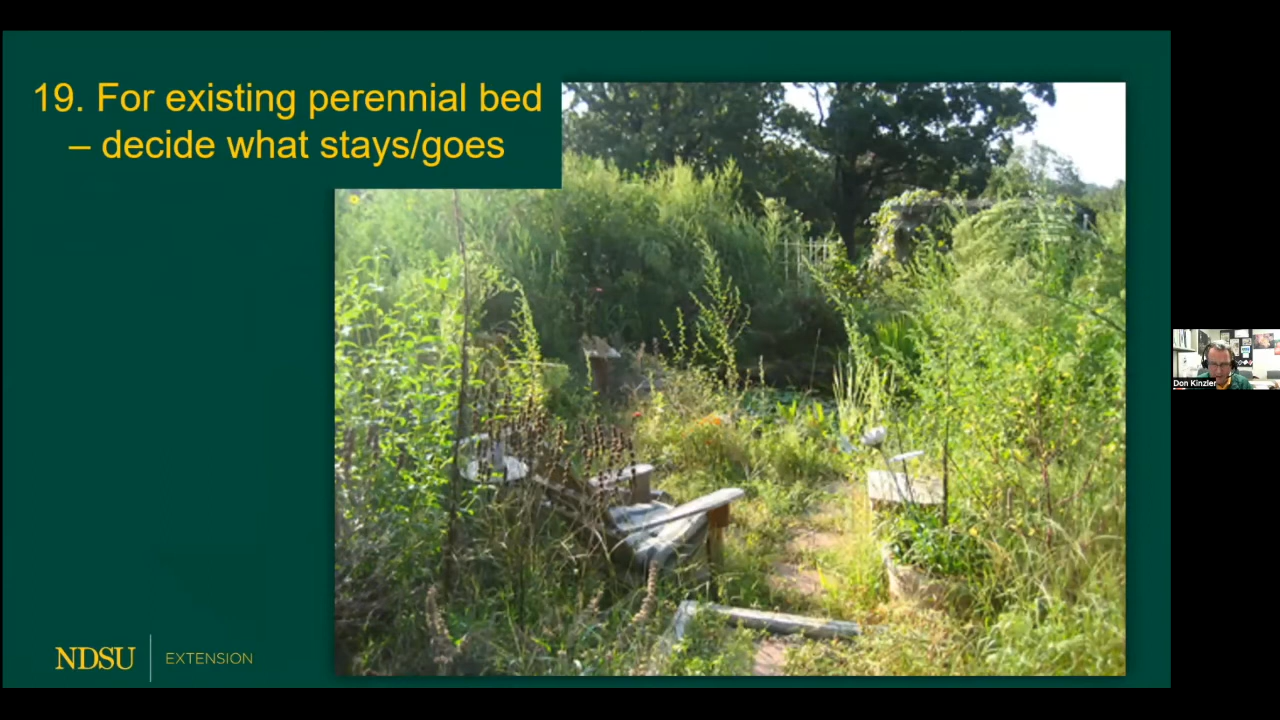 19. For existing perennial bed
– decide what stays/goes
Don Kinzler
NDSU
EXTENSION